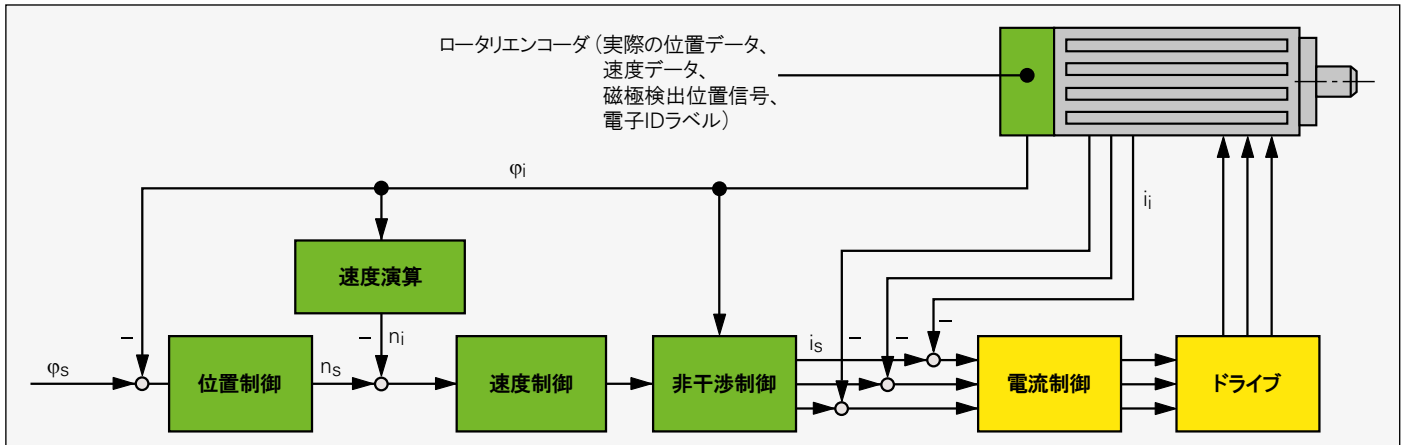 ロータリエンコーダ（実際の位置データ、
速度データ、
磁極検出位置信号、
電子IDラベル）
φi
ii
速度演算
−
−
ni
is
−
−
−
φs
位置制御
ns
速度制御
非干渉制御
電流制御
ドライブ